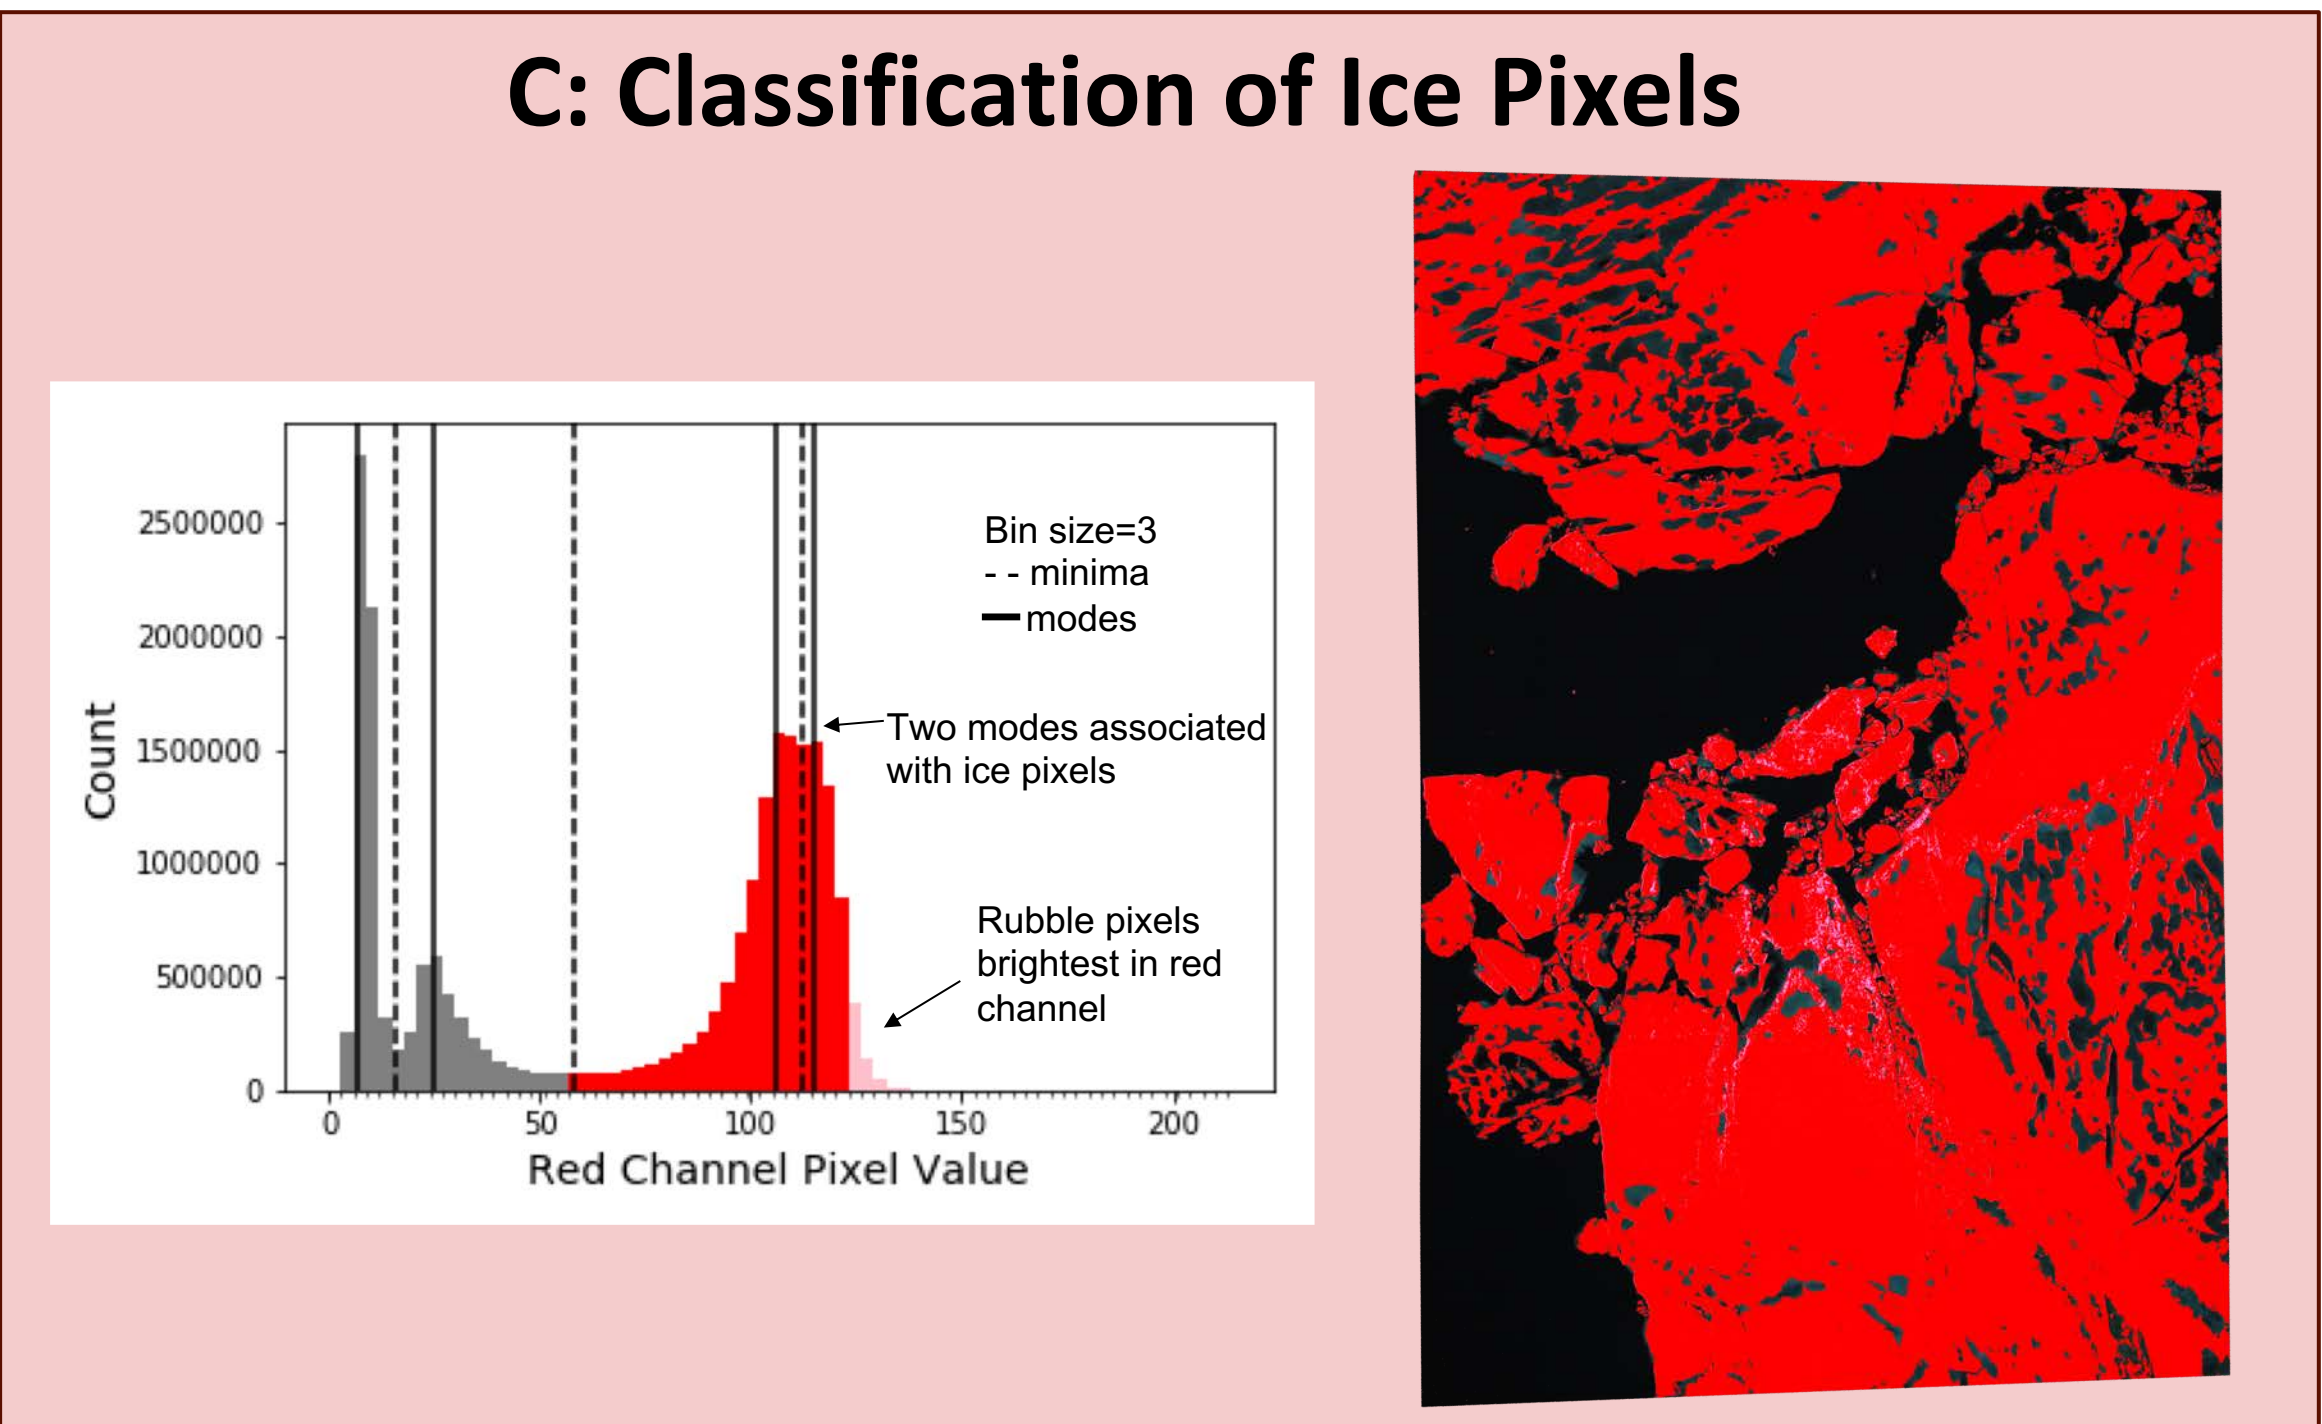 C: Classification of Ice Pixels
2500000
2000000
1500000
1000000
500000
0
Count
Bin size=3
- - minima
modes
Two modes associated
with ice pixels
Rubble pixels
brightest in red
channel
0 50 100 150 200
Red Channel Pixel Value